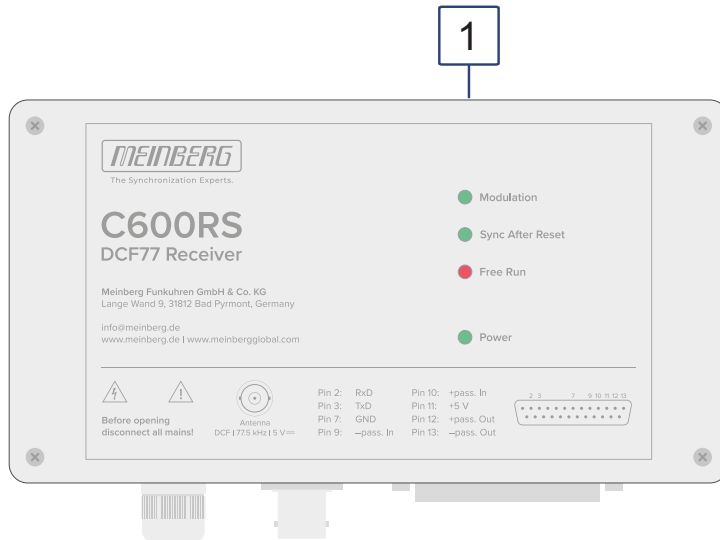 1
MEINBERG
The Synchronization Experts.
C600RS
DCF77 Receiver
Meinberg Funkuhren GmbH & Co. KG
Lange Wand 9, 31812 Bad Pyrmont, Germany
info@meinberg.de
www.meinberg.de | www.meinbergglobal.com
Modulation
Sync After Reset
Free Run
Power
Before opening
disconnect all mains!
Antenna
DCF | 77.5 kHz | 5 V ⎓
Pin 2: RxD
Pin 3: TxD
Pin 7: GND
Pin 9: –pass. In
Pin 10: +pass. In
Pin 11: +5 V
Pin 12: +pass. Out
Pin 13: –pass. Out
2 3 7 9 10 11 12 13